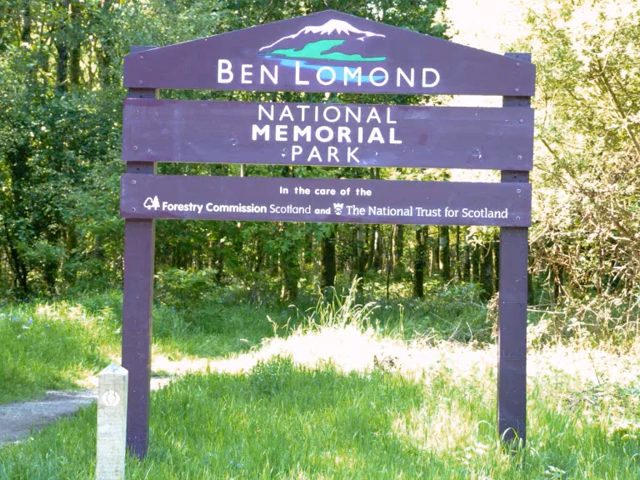 BEN LOMOND
NATIONAL
MEMORIAL
PARK
In the care of the
Forestry Commission Scotland and The National Trust for Scotland